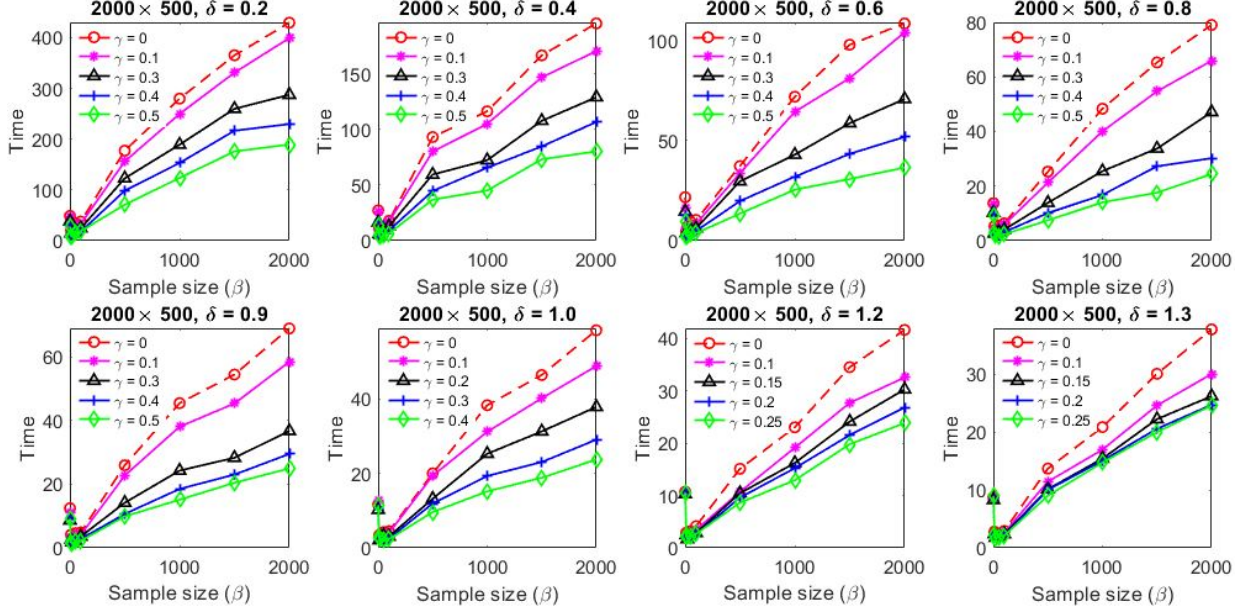 2000 × 500, δ = 0.2
400
300
200
100
0
Time
γ = 0
γ = 0.1
γ = 0.3
γ = 0.4
γ = 0.5
0
1000
2000
Sample size (β)
2000 × 500, δ = 0.4
150
100
50
0
Time
γ = 0
γ = 0.1
γ = 0.3
γ = 0.4
γ = 0.5
0
1000
2000
Sample size (β)
2000 × 500, δ = 0.6
100
50
0
Time
γ = 0
γ = 0.1
γ = 0.3
γ = 0.4
γ = 0.5
0
1000
2000
Sample size (β)
2000 × 500, δ = 0.8
80
60
40
20
0
Time
γ = 0
γ = 0.1
γ = 0.3
γ = 0.4
γ = 0.5
0
1000
2000
Sample size (β)
2000 × 500, δ = 0.9
60
40
20
0
Time
γ = 0
γ = 0.1
γ = 0.3
γ = 0.4
γ = 0.5
0
1000
2000
Sample size (β)
2000 × 500, δ = 1.0
40
20
0
Time
γ = 0
γ = 0.1
γ = 0.2
γ = 0.3
γ = 0.4
0
1000
2000
Sample size (β)
2000 × 500, δ = 1.2
40
30
20
10
0
Time
γ = 0
γ = 0.1
γ = 0.15
γ = 0.2
γ = 0.25
0
1000
2000
Sample size (β)
2000 × 500, δ = 1.3
30
20
10
0
Time
γ = 0
γ = 0.1
γ = 0.15
γ = 0.2
γ = 0.25
0
1000
2000
Sample size (β)